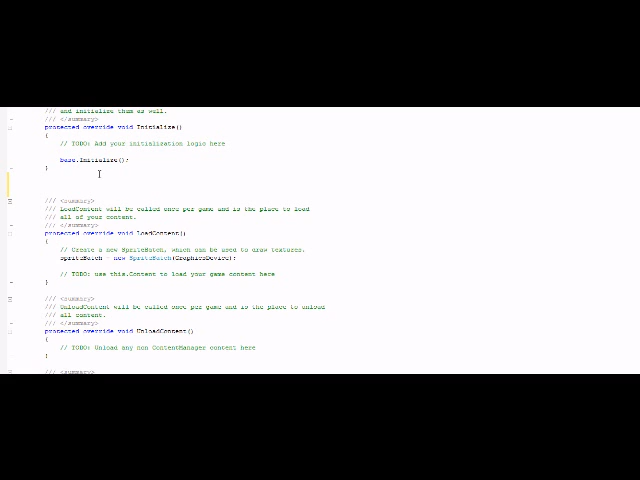 /// and initialize them as well.
/// </summary>
protected override void Initialize()
{
// TODO: Add your initialization logic here
base.Initialize();
}
/// <summary>
/// LoadContent will be called once per game and is the place to load
/// all of your content.
/// </summary>
protected override void LoadContent()
{
// Create a new SpriteBatch, which can be used to draw textures.
spriteBatch = new SpriteBatch(GraphicsDevice);
// TODO: use this.Content to load your game content here
}
/// <summary>
/// UnloadContent will be called once per game and is the place to unload
/// all content.
/// </summary>
protected override void UnloadContent()
{
// TODO: Unload any non ContentManager content here
}
/// <summary>